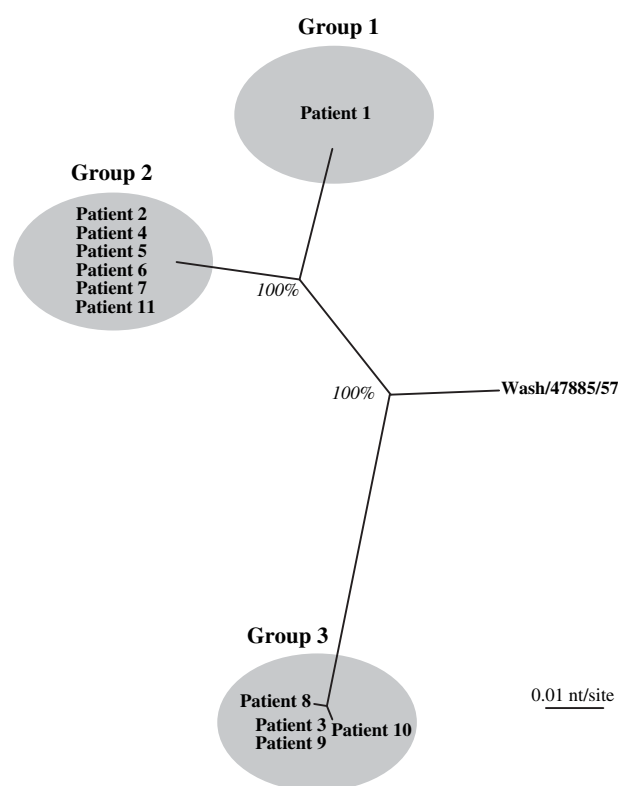 Group 1
Patient 1
Group 2
Patient 2
Patient 4
Patient 5
Patient 6
Patient 7
Patient 11
100%
100%
Wash/47885/57
Group 3
Patient 8
Patient 3
Patient 10
Patient 9
0.01 nt/site